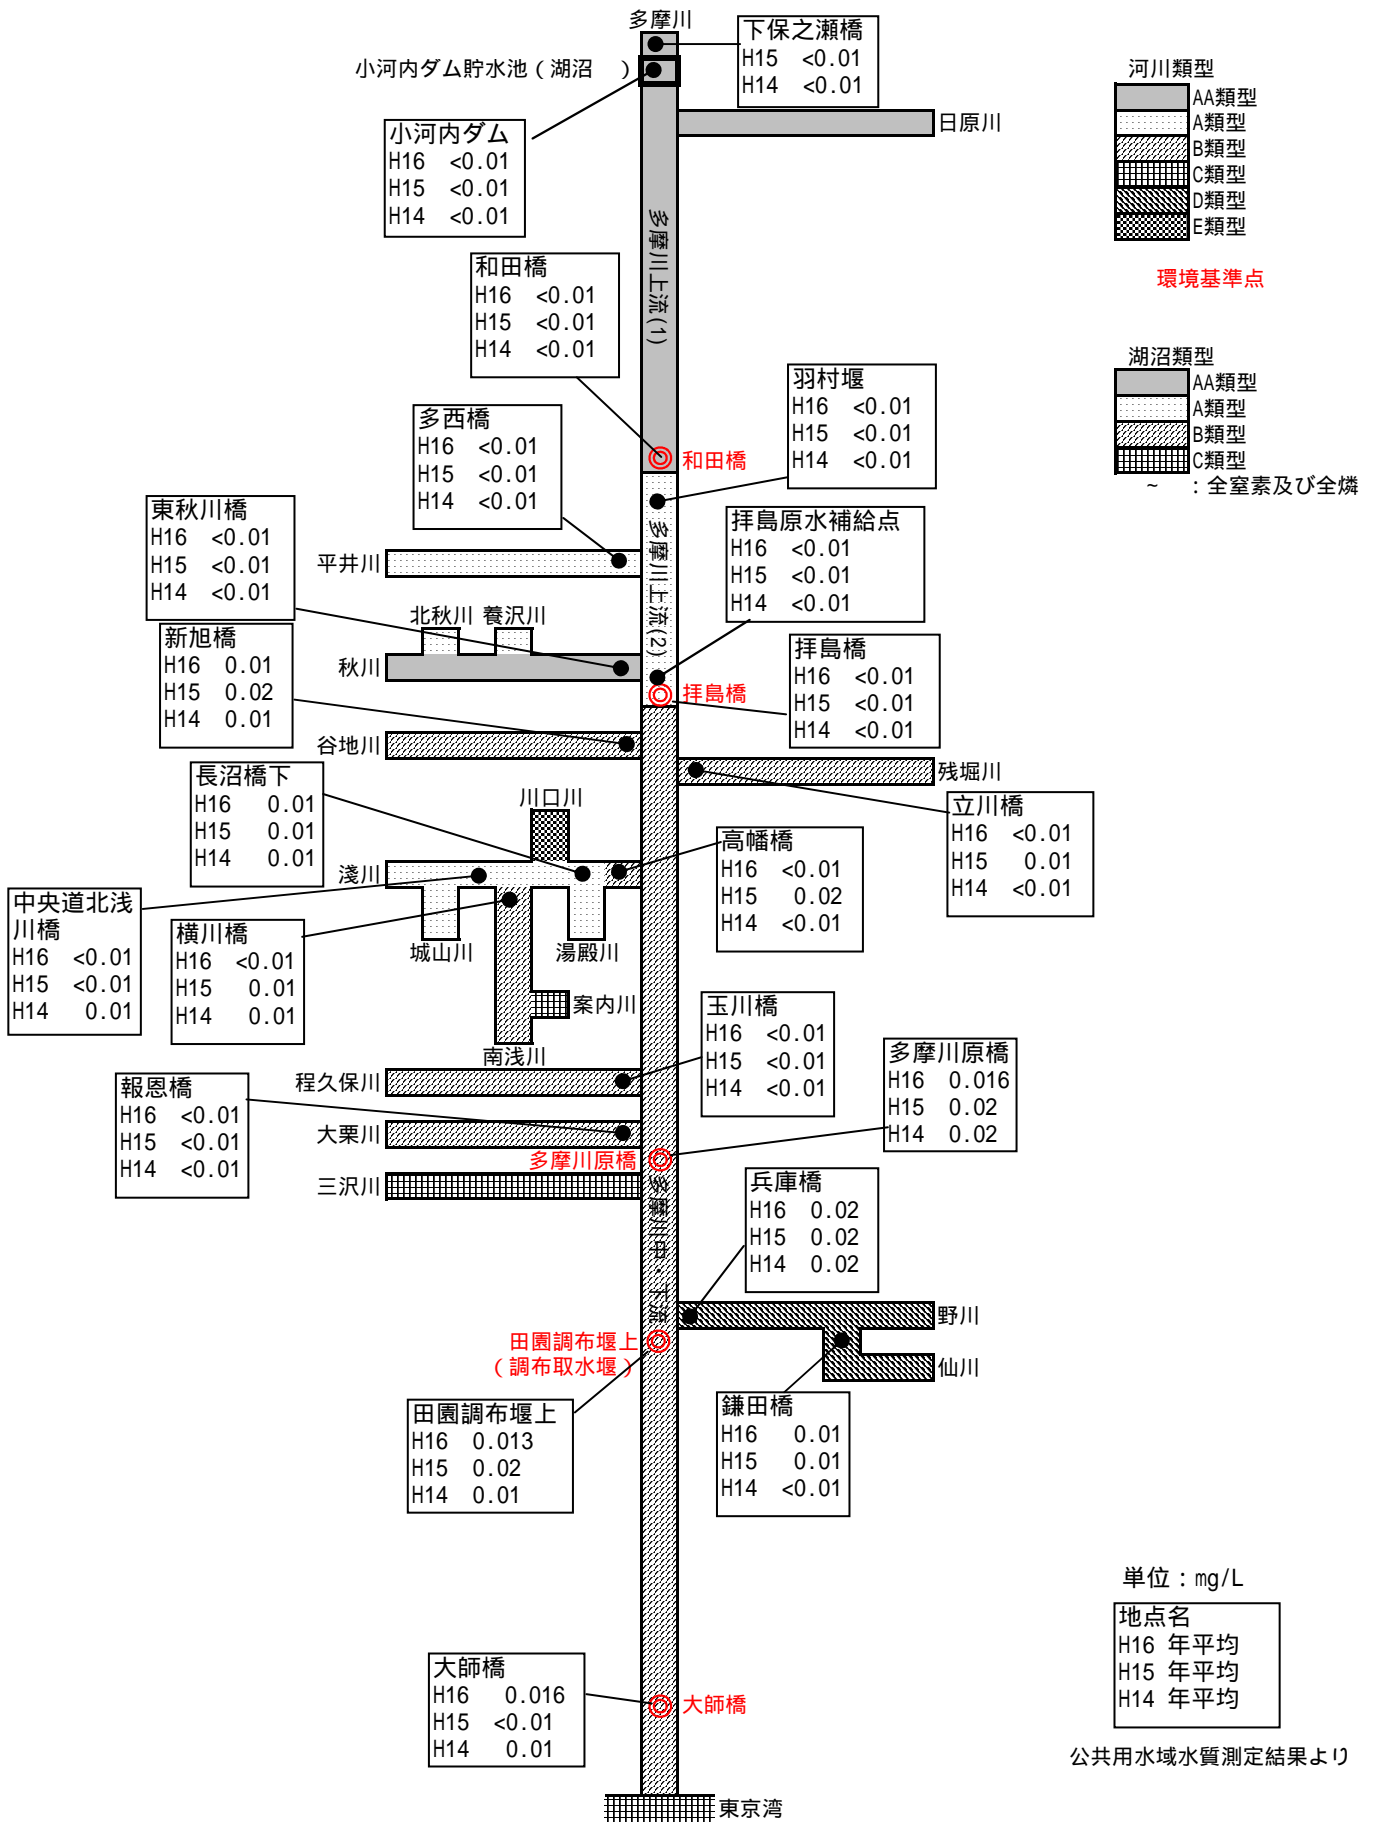 多摩川
下保之瀬橋
H15 <0.01
H14 <0.01
小河内ダム貯水池(湖沼 )
小河内ダム
H16 <0.01
H15 <0.01
H14 <0.01
日原川
河川類型
AA類型
A類型
B類型
C類型
D類型
E類型
環境基準点
多摩川上流(1)
和田橋
H16 <0.01
H15 <0.01
H14 <0.01
湖沼類型
AA類型
A類型
B類型
C類型
~ :全窒素及び全燐
羽村堰
H16 <0.01
H15 <0.01
H14 <0.01
和田橋
多西橋
H16 <0.01
H15 <0.01
H14 <0.01
東秋川橋
H16 <0.01
H15 <0.01
H14 <0.01
拝島原水補給点
H16 <0.01
H15 <0.01
H14 <0.01
多摩川上流(2)
平井川
北秋川
養沢川
秋川
新旭橋
H16 0.01
H15 0.02
H14 0.01
拝島橋
拝島橋
H16 <0.01
H15 <0.01
H14 <0.01
谷地川
残堀川
長沼橋下
H16 0.01
H15 0.01
H14 0.01
川口川
立川橋
H16 <0.01
H15 0.01
H14 <0.01
高幡橋
H16 <0.01
H15 0.02
H14 <0.01
淺川
中央道北浅
川橋
H16 <0.01
H15 <0.01
H14 0.01
横川橋
H16 <0.01
H15 0.01
H14 0.01
城山川
湯殿川
案内川
南浅川
玉川橋
H16 <0.01
H15 <0.01
H14 <0.01
多摩川原橋
H16 0.016
H15 0.02
H14 0.02
程久保川
報恩橋
H16 <0.01
H15 <0.01
H14 <0.01
大栗川
多摩川原橋
三沢川
多摩川中・下流
兵庫橋
H16 0.02
H15 0.02
H14 0.02
野川
田園調布堰上
(調布取水堰)
仙川
田園調布堰上
H16 0.013
H15 0.02
H14 0.01
鎌田橋
H16 0.01
H15 0.01
H14 <0.01
単位:mg/L
地点名
H16 年平均
H15 年平均
H14 年平均
大師橋
H16 0.016
H15 <0.01
H14 0.01
大師橋
公共用水域水質測定結果より
東京湾